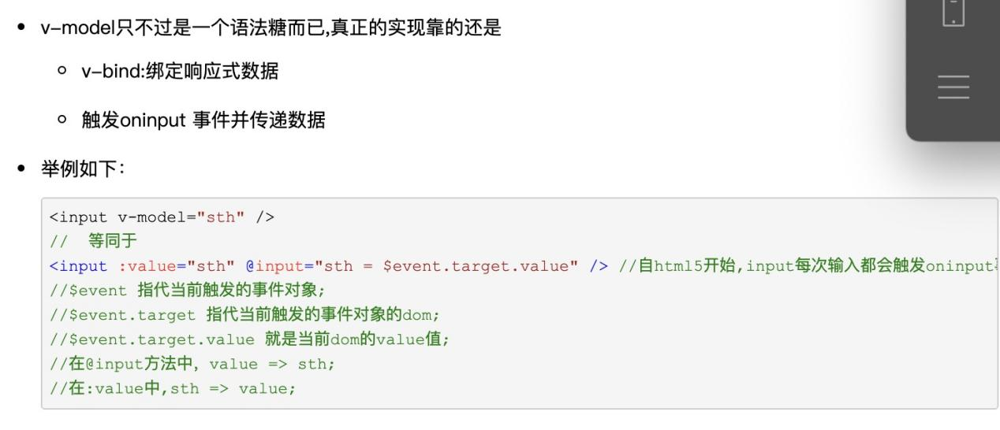 v-model只不过是一个语法糖而已,真正的实现靠的还是
v-bind:绑定响应式数据
触发oninput 事件并传递数据
举例如下：
<input v-model="sth" />
//  等同于
<input :value="sth" @input="sth = $event.target.value" /> //自html5开始,input每次输入都会触发oninput
//$event 指代当前触发的事件对象;
//$event.target 指代当前触发的事件对象的dom;
//$event.target.value 就是当前dom的value值;
//在@input方法中，value => sth;
//在:value中,sth => value;